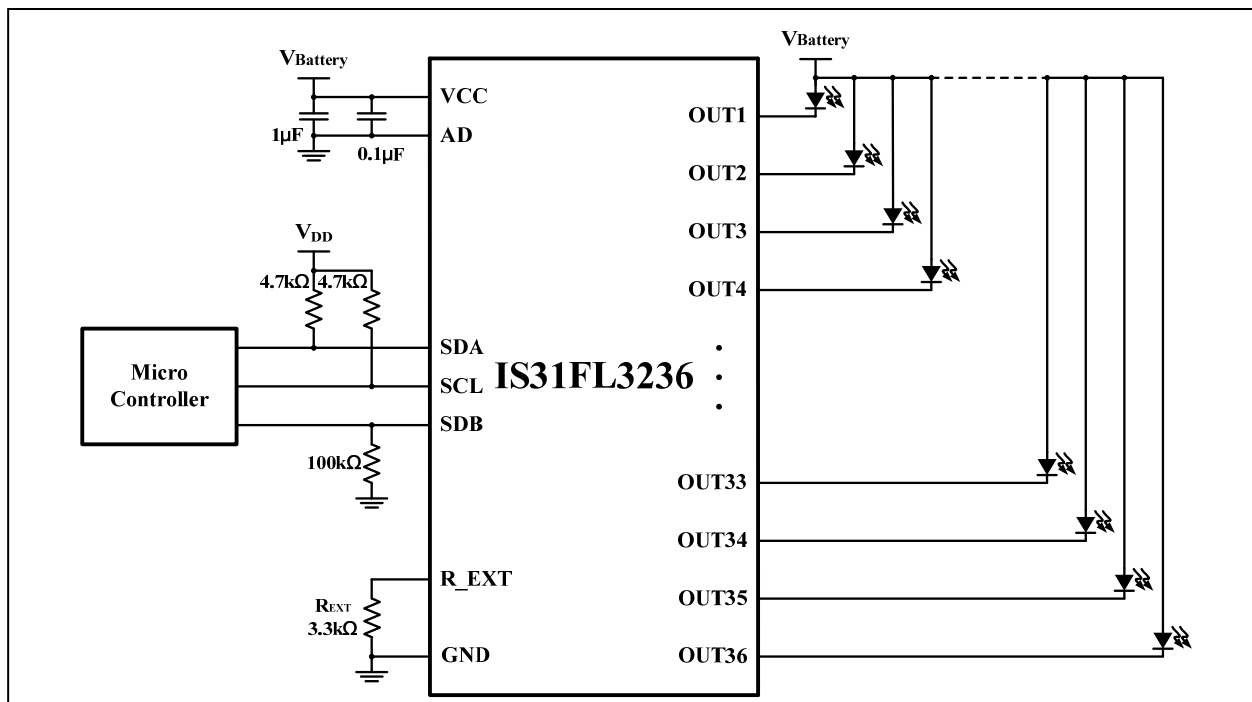 VBattery
1µF
0.1µF
VDD
4.7kΩ 4.7kΩ
Micro
Controller
100kΩ
REXT
3.3kΩ
VCC
AD
SDA
SCL
SDB
R_EXT
GND
IS31FL3236
OUT1
OUT2
OUT3
OUT4
OUT33
OUT34
OUT35
OUT36
VBattery